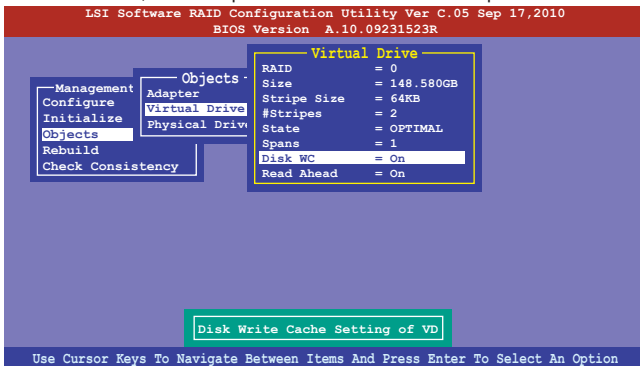 LSI Software RAID Configuration Utility Ver C.05 Sep 17,2010
BIOS Version A.10.09231523R
Management
Configure
Initialize
Objects
Rebuild
Check Consistency
Objects
Adapter
Virtual Drive
Physical Driv
Virtual Drive
RAID = 0
Size = 148.580GB
Stripe Size = 64KB
#Stripes = 2
State = OPTIMAL
Spans = 1
Disk WC = On
Read Ahead = On
Disk Write Cache Setting of VD
Use Cursor Keys To Navigate Between Items And Press Enter To Select An Option